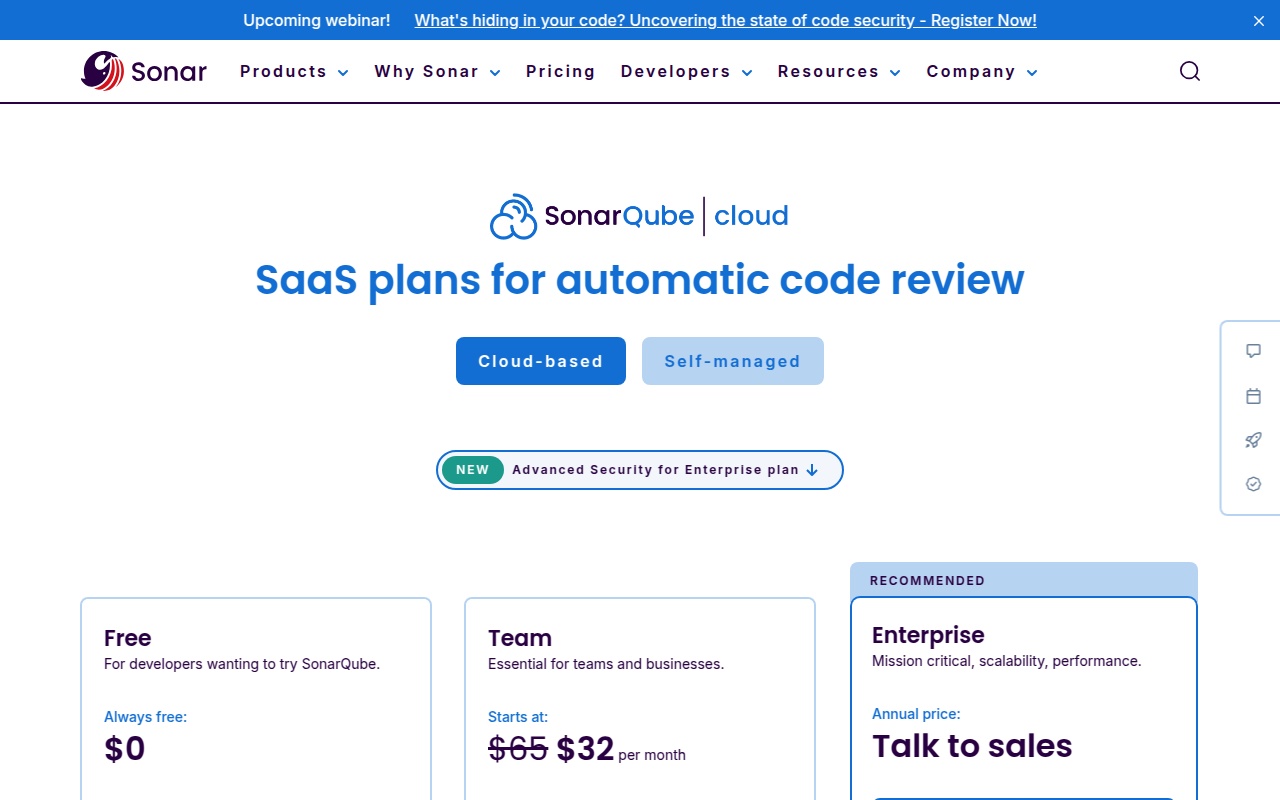 Upcoming webinar! What's hiding in your code? Uncovering the state of code security - Register Now!
Sonar Products Why Sonar Pricing Developers Resources Company
SonarQube | cloud
SaaS plans for automatic code review
Cloud-based Self-managed
NEW Advanced Security for Enterprise plan
RECOMMENDED
Free
For developers wanting to try SonarQube.
Always free:
$0
Team
Essential for teams and businesses.
Starts at:
$65 $32 per month
Enterprise
Mission critical, scalability, performance.
Annual price:
Talk to sales